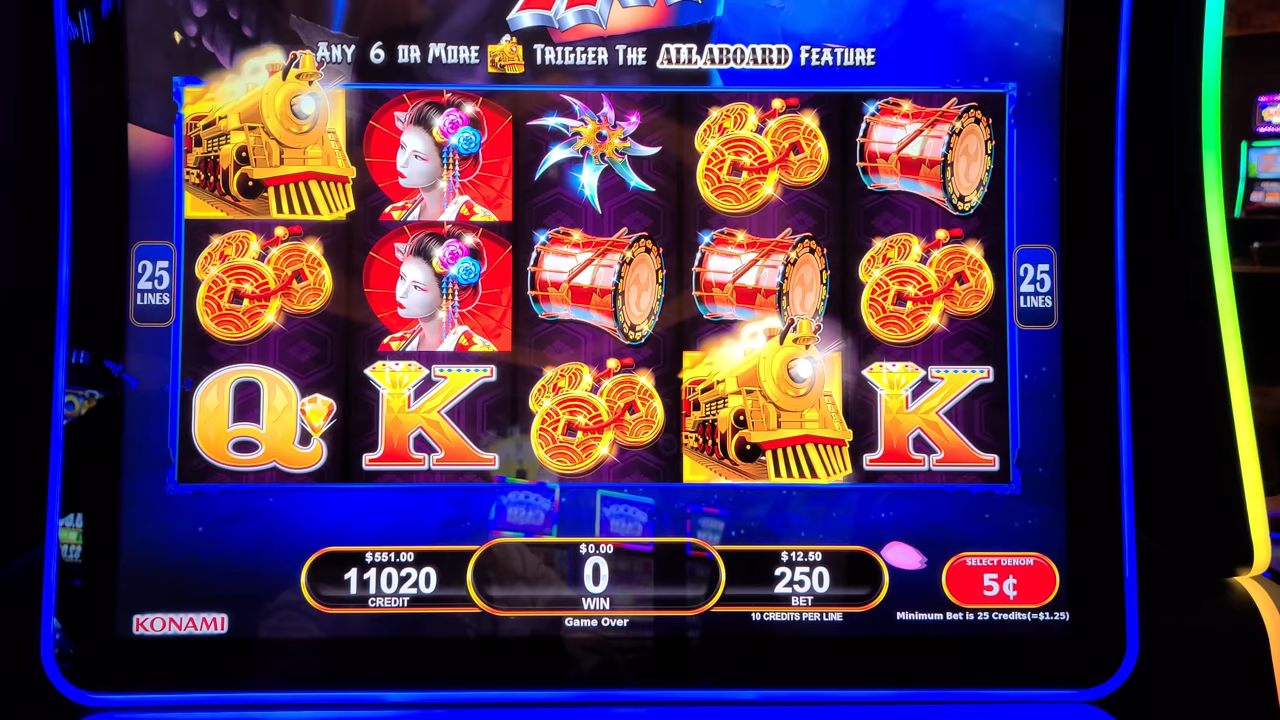 ANY 6 OR MORE TRIGGER THE ALL ABOARD FEATURE
25 LINES
25 LINES
Q
K
K
$551.00
11020
CREDIT
$0.00
0
WIN
Game Over
$12.50
250
BET
10 CREDITS PER LINE
SELECT DENOM
5¢
Minimum Bet is 25 Credits(=$1.25)
KONAMI